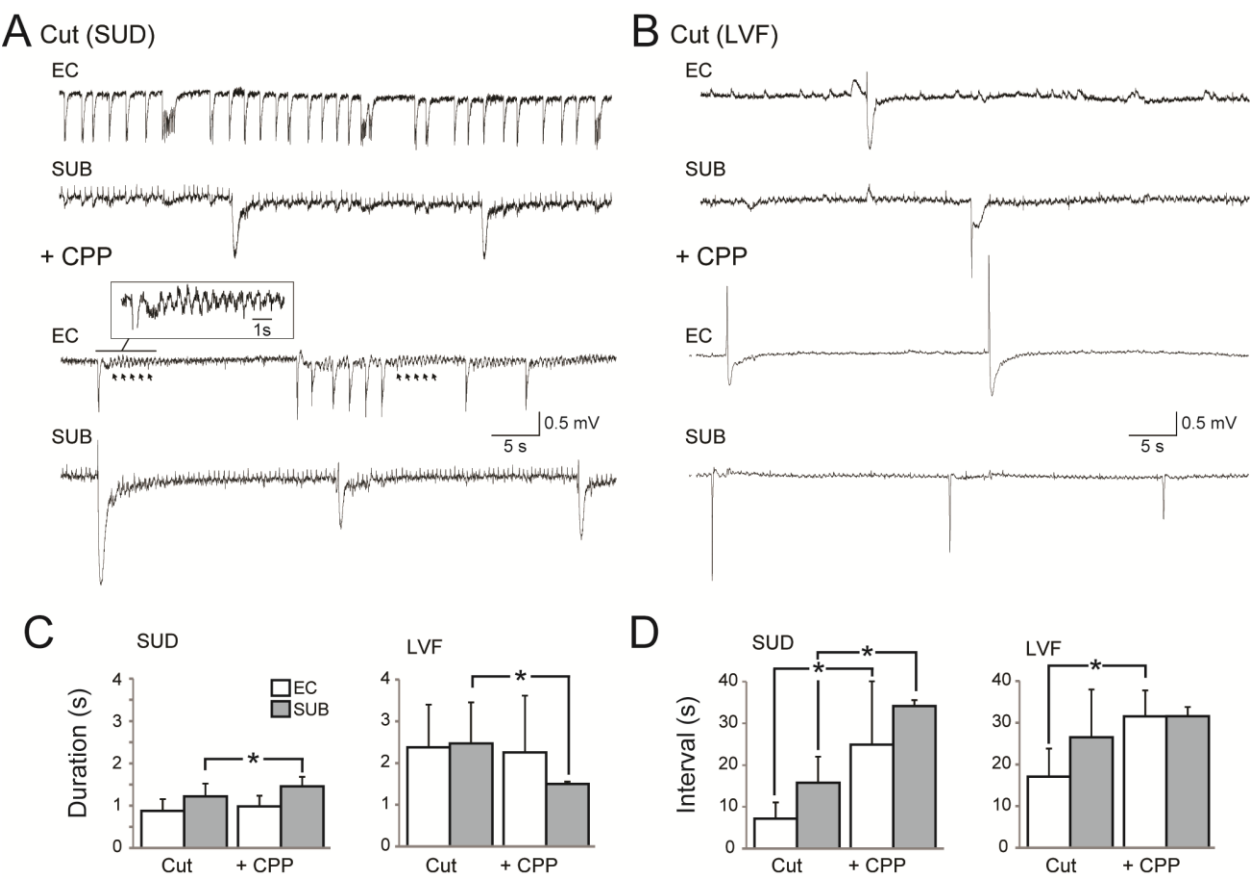 A Cut (SUD)
EC
SUB
+ CPP
1s
EC
0.5 mV
5 s
SUB
B Cut (LVF)
EC
SUB
+ CPP
EC
0.5 mV
5 s
SUB
C
SUD
Duration (s)
4
3
2
1
0
*
EC
SUB
Cut + CPP
LVF
4
3
2
1
0
*
Cut + CPP
D
SUD
Interval (s)
40
30
20
10
0
*
*
Cut + CPP
LVF
40
30
20
10
0
*
Cut + CPP